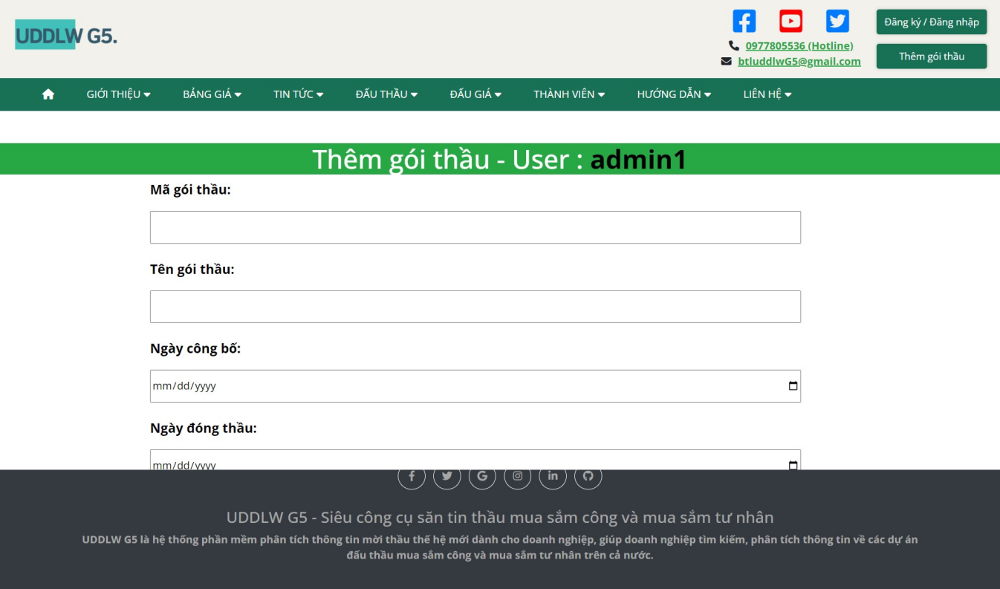 UDDLW G5.
Đăng ký / Đăng nhập
0977805536 (Hotline)
btluddlwG5@gmail.com
Thêm gói thầu
GIỚI THIỆU
BẢNG GIÁ
TIN TỨC
ĐẤU THẦU
ĐẤU GIÁ
THÀNH VIÊN
HƯỚNG DẪN
LIÊN HỆ
Thêm gói thầu - User : admin1
Mã gói thầu:
Tên gói thầu:
Ngày công bố:
mm/dd/yyyy
Ngày đóng thầu:
mm/dd/yyyy
UDDLW G5 - Siêu công cụ săn tin thầu mua sắm công và mua sắm tư nhân
UDDLW G5 là hệ thống phần mềm phân tích thông tin mời thầu thế hệ mới dành cho doanh nghiệp, giúp doanh nghiệp tìm kiếm, phân tích thông tin về các dự án
đấu thầu mua sắm công và mua sắm tư nhân trên cả nước.